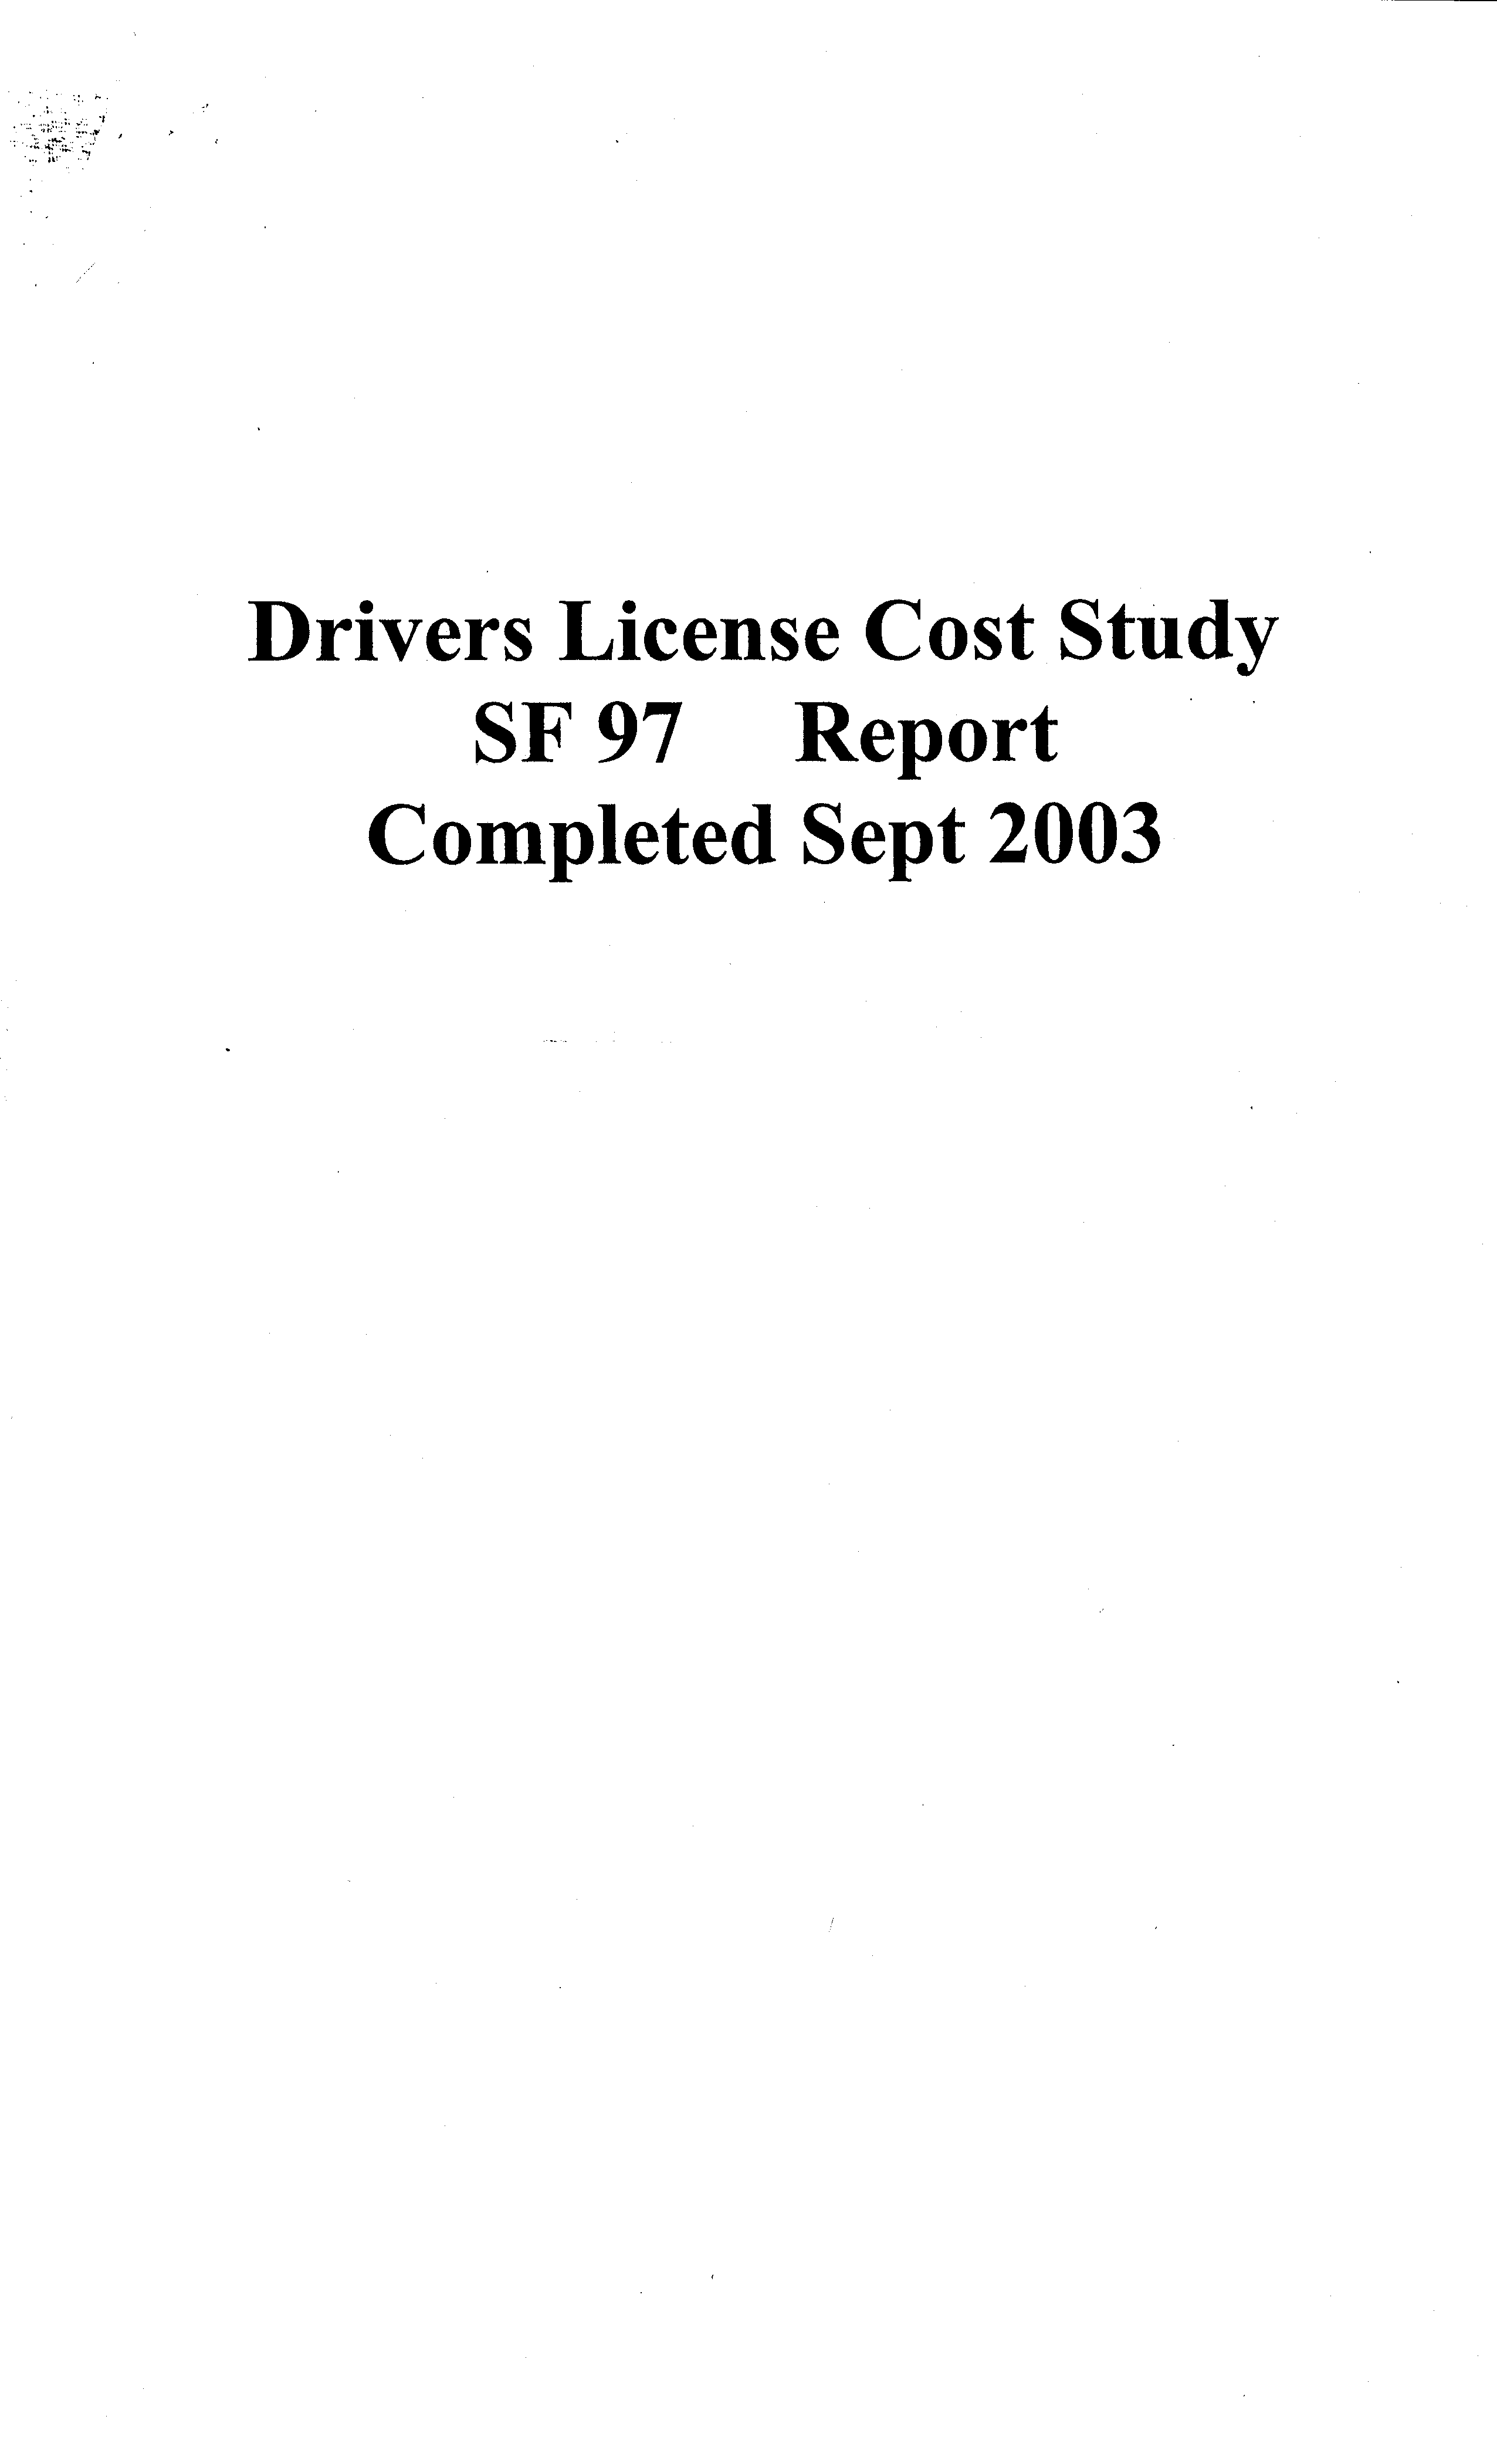 Drivers License Cost Study
SF 97 Report
Completed Sept 2003